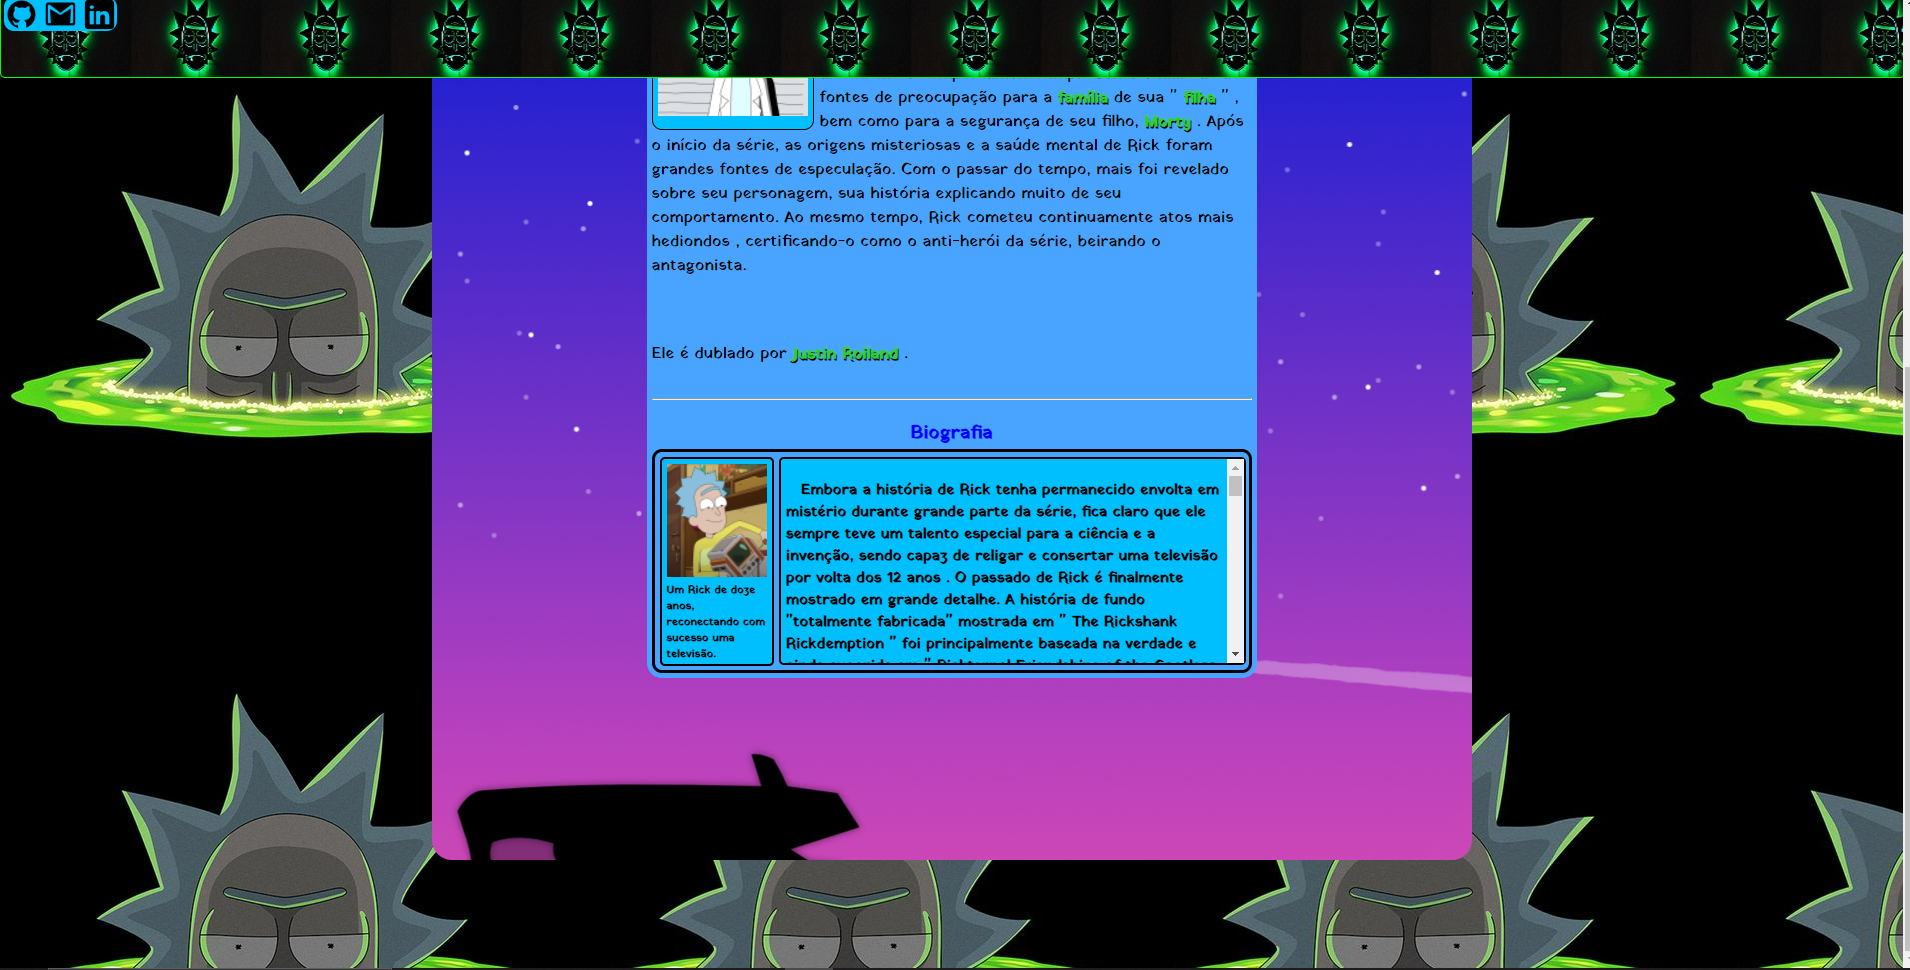 fontes de preocupação para a família de sua " filha " ,
bem como para a segurança de seu filho, Morty . Após
o início da série, as origens misteriosas e a saúde mental de Rick foram
grandes fontes de especulação. Com o passar do tempo, mais foi revelado
sobre seu personagem, sua história explicando muito de seu
comportamento. Ao mesmo tempo, Rick cometeu continuamente atos mais
hediondos , certificando-o como o anti-herói da série, beirando o
antagonista.
Ele é dublado por Justin Roiland .
Biografia
Um Rick de doze
anos,
reconectando com
sucesso uma
televisão.
Embora a história de Rick tenha permanecido envolta em
mistério durante grande parte da série, fica claro que ele
sempre teve um talento especial para a ciência e a
invenção, sendo capaz de religar e consertar uma televisão
por volta dos 12 anos . O passado de Rick é finalmente
mostrado em grande detalhe. A história de fundo
"totalmente fabricada" mostrada em " The Rickshank
Rickdemption " foi principalmente baseada na verdade e